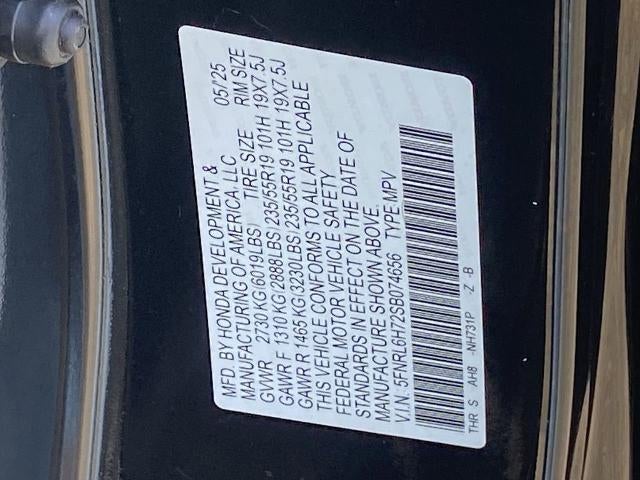 MFD. BY HONDA DEVELOPMENT & 05/'25
MANUFACTURING OF AMERICA, LLC
GVWR 2730 KG(6019LBS) TIRE SIZE RIM SIZE
GAWR F 1310 KG(2888LBS) 235/55R19 101H 19X7.5J
GAWR R 1465 KG(3230LBS) 235/55R19 101H 19X7.5J
THIS VEHICLE CONFORMS TO ALL APPLICABLE
FEDERAL MOTOR VEHICLE SAFETY
STANDARDS IN EFFECT ON THE DATE OF
MANUFACTURE SHOWN ABOVE.
V.I.N. 5FNRL6H72SB074656 TYPE MPV
THR S AH8 -NH731P -Z -B